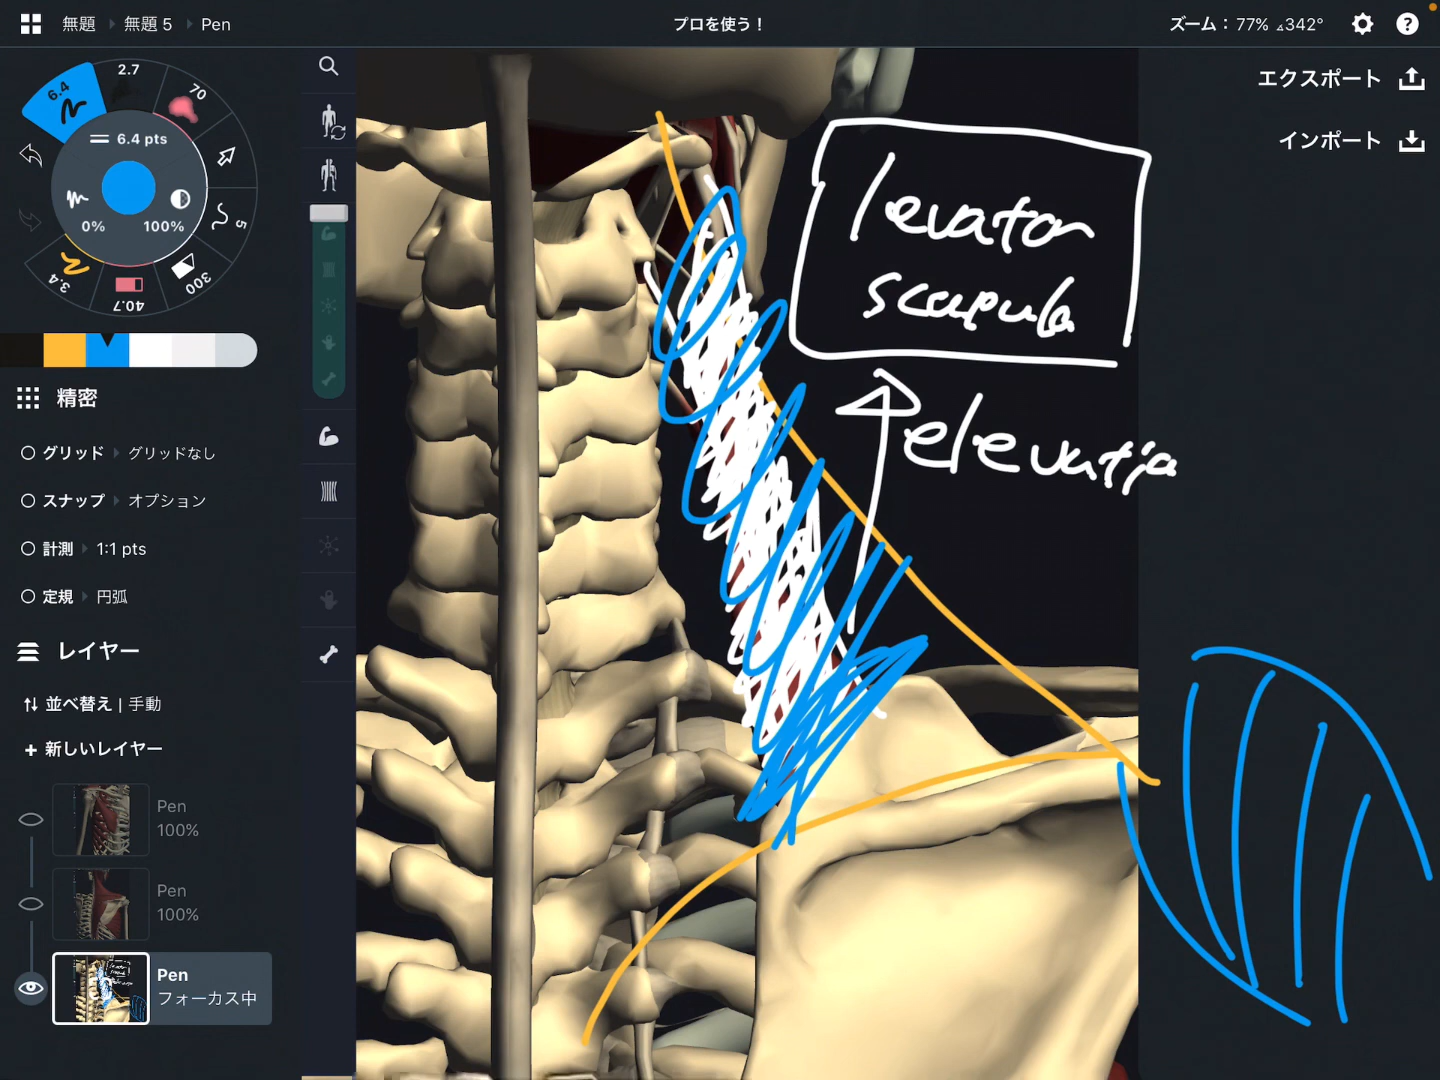 無題 無題 5 Pen
プロを使う！
ズーム： 77% ⊿342°
エクスポート
インポート
2.7
70
6.4
6.4 pts
0% 100%
5
3.4
40.7
300
精密
グリッド グリッドなし
スナップ オプション
計測 1:1 pts
定規 円弧
レイヤー
並べ替え | 手動
+ 新しいレイヤー
Pen
100%
Pen
100%
Pen
フォーカス中
levator
scapula